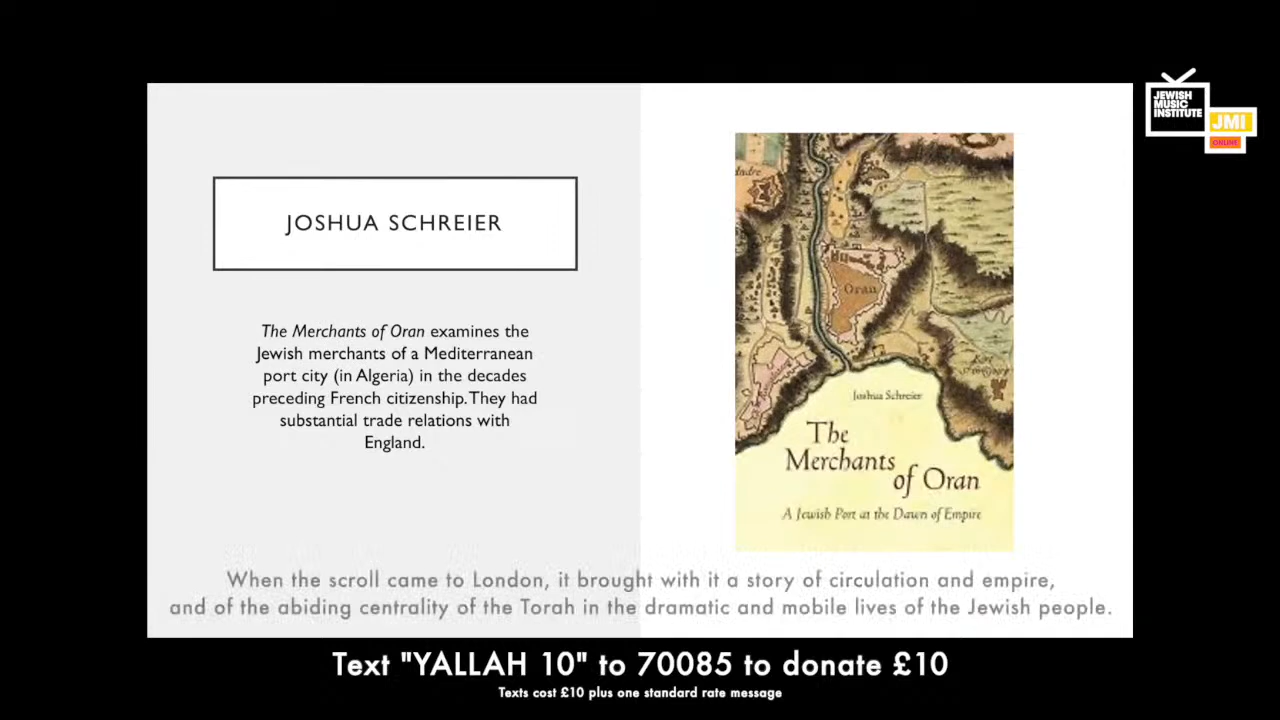 JEWISH
MUSIC
INSTITUTE
JMI
ONLINE
JOSHUA SCHREIER
The Merchants of Oran examines the
Jewish merchants of a Mediterranean
port city (in Algeria) in the decades
preceding French citizenship. They had
substantial trade relations with
England.
Oran
Joshua Schreier
The
Merchants
of Oran
A Jewish Port at the Dawn of Empire
When the scroll came to London, it brought with it a story of circulation and empire,
and of the abiding centrality of the Torah in the dramatic and mobile lives of the Jewish people.
Text "YALLAH 10" to 70085 to donate £10
Texts cost £10 plus one standard rate message